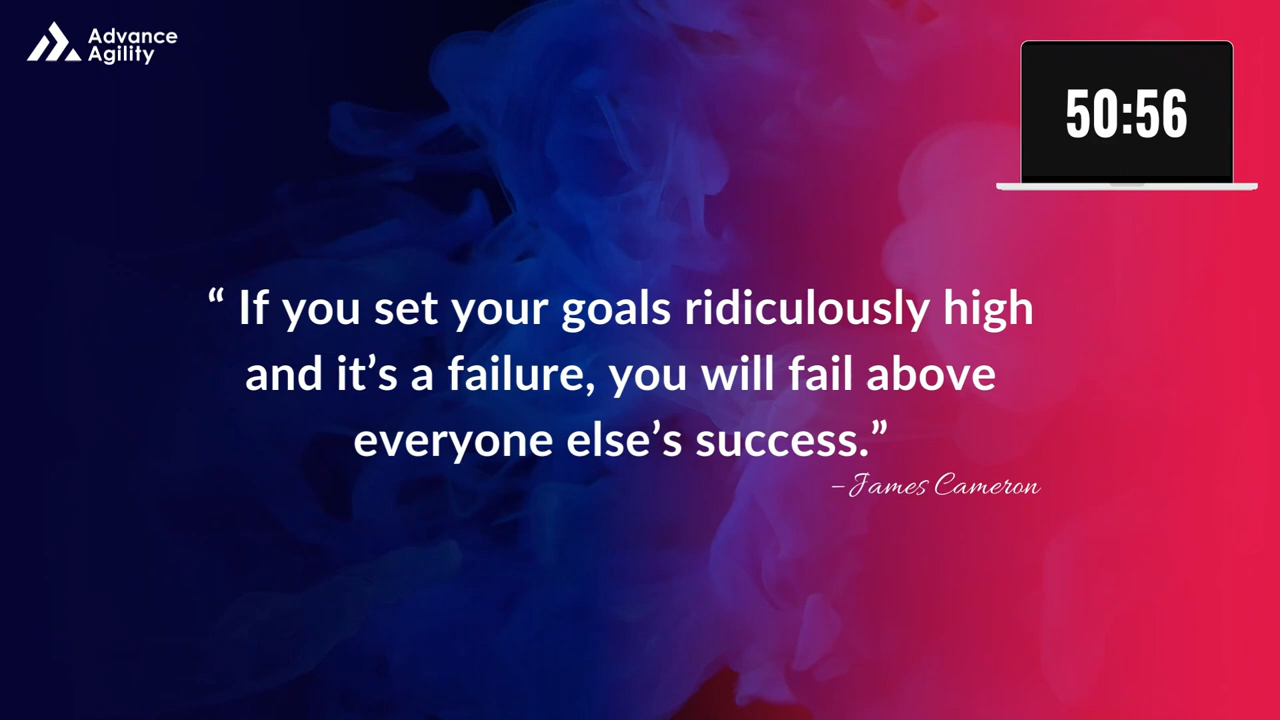 Advance
Agility
50:56
“ If you set your goals ridiculously high
and it’s a failure, you will fail above
everyone else’s success.”
–James Cameron